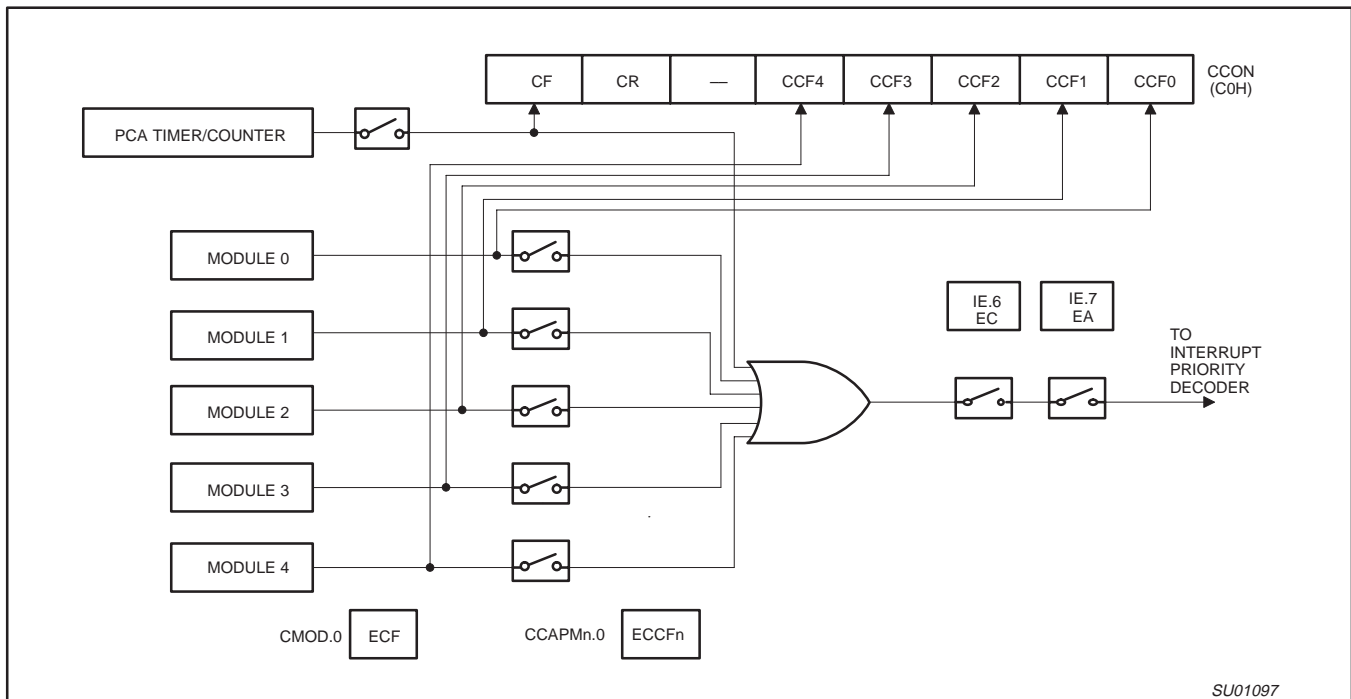 CF CR — CCF4 CCF3 CCF2 CCF1 CCF0
CCON
(C0H)
PCA TIMER/COUNTER
MODULE 0
MODULE 1
MODULE 2
MODULE 3
MODULE 4
IE.6
EC
IE.7
EA
TO
INTERRUPT
PRIORITY
DECODER
CMOD.0 ECF
CCAPMn.0 ECCFn
SU01097